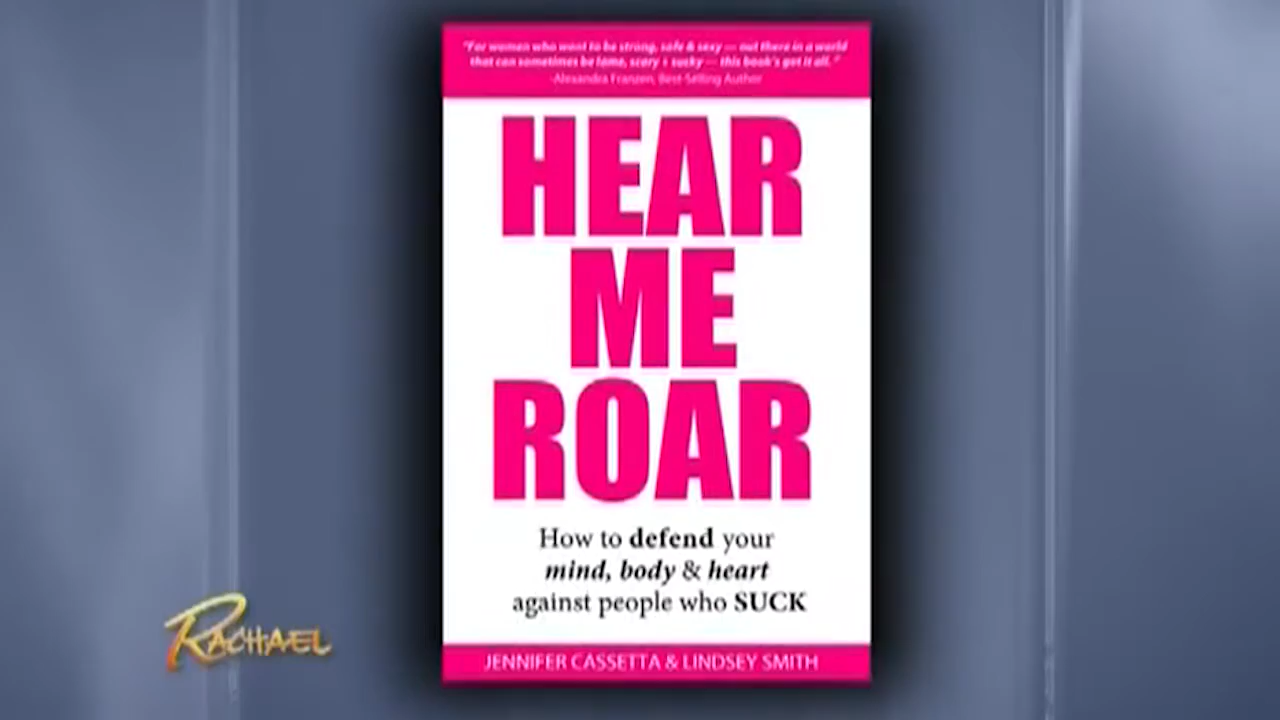 "For women who want to be strong, safe & sexy — out there in a world
that can sometimes be lame, scary + sucky — this book's got it all."
-Alexandra Franzen, Best-Selling Author
HEAR
ME
ROAR
How to defend your
mind, body & heart
against people who SUCK
JENNIFER CASSETTA & LINDSEY SMITH
RACHAEL